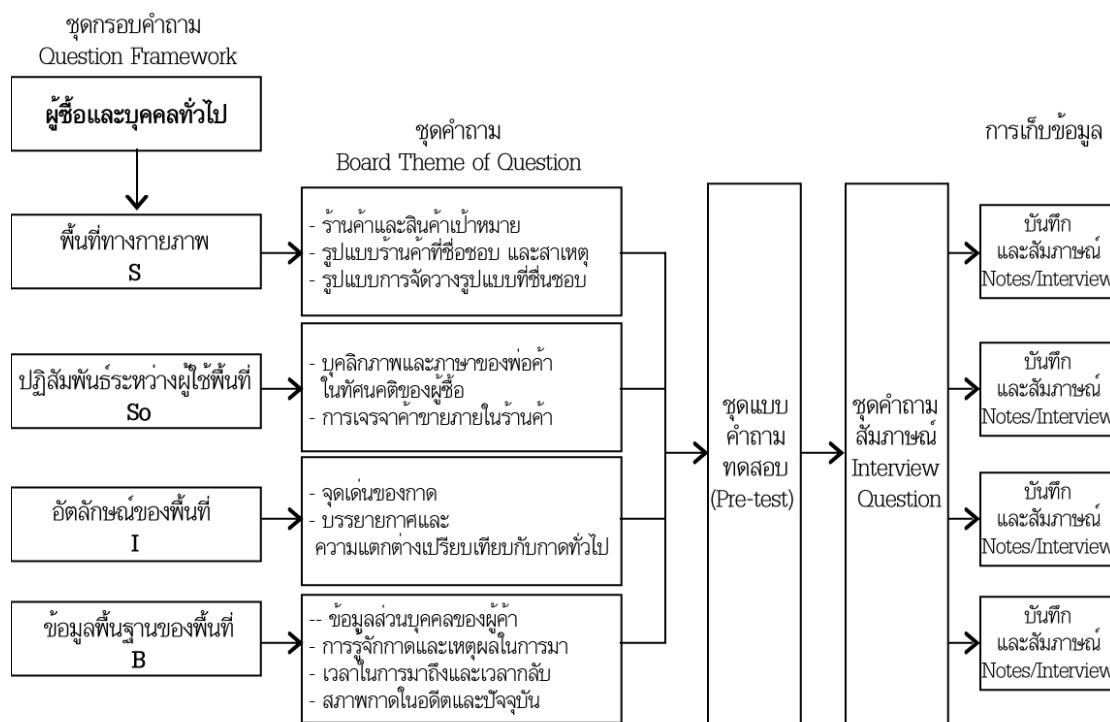 ชุดกรอบคำถาม
Question Framework
ผู้ซื้อและบุคคลทั่วไป
พื้นที่ทางกายภาพ
S
ปฏิสัมพันธ์ระหว่างผู้ใช้พื้นที่
So
อัตลักษณ์ของพื้นที่
I
ข้อมูลพื้นฐานของพื้นที่
B
ชุดคำถาม
Board Theme of Question
- ร้านค้าและสินค้าเป้าหมาย
- รูปแบบร้านค้าที่ชื่อชอบ และสาเหตุ
- รูปแบบการจัดวางรูปแบบที่ชื่นชอบ
- บุคลิกภาพและภาษาของพ่อค้า
ในทัศนคติของผู้ซื้อ
- การเจรจาค้าขายภายในร้านค้า
- จุดเด่นของกาด
- บรรยายกาศและ
ความแตกต่างเปรียบเทียบกับกาดทั่วไป
-- ข้อมูลส่วนบุคคลของผู้ค้า
- การรู้จักกาดและเหตุผลในการมา
- เวลาในการมาถึงและเวลากลับ
- สภาพกาดในอดีตและปัจจุบัน
ชุดแบบ
คำถาม
ทดสอบ
(Pre-test)
ชุดคำถาม
สัมภาษณ์
Interview
Question
การเก็บข้อมูล
บันทึก
และสัมภาษณ์
Notes/Interview
บันทึก
และสัมภาษณ์
Notes/Interview
บันทึก
และสัมภาษณ์
Notes/Interview
บันทึก
และสัมภาษณ์
Notes/Interview